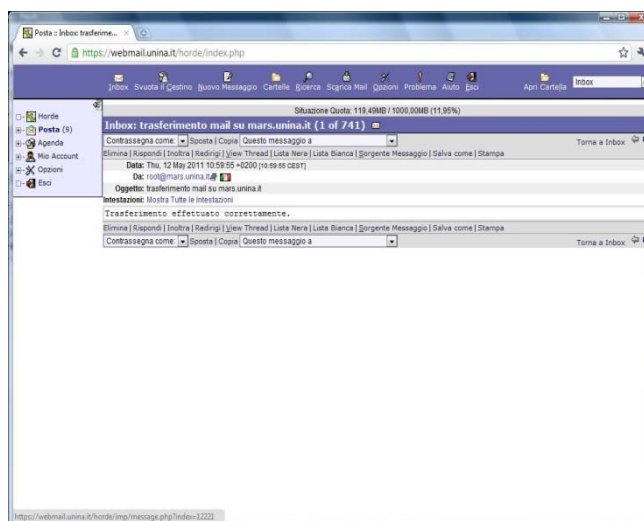 Posta :: Inbox: trasferime...
https://webmail.unina.it/horde/index.php
Inbox Svuota il Cestino Nuovo Messaggio Cartelle Ricerca Scarica Mail Opzioni Problema Aiuto Esci Apri Cartella Inbox
Situazione Quota: 119,49MB / 1000,00MB (11,95%)
Horde
Posta (9)
Agenda
Mio Account
Opzioni
Esci
Inbox: trasferimento mail su mars.unina.it (1 of 741)
Contrassegna come: Sposta | Copia Questo messaggio a Torna a Inbox
Elimina | Rispondi | Inoltra | Redirigi | View Thread | Lista Nera | Lista Bianca | Sorgente Messaggio | Salva come | Stampa
Data: Thu, 12 May 2011 10:59:55 +0200 [10:59:55 CEST]
Da: root@mars.unina.it
Oggetto: trasferimento mail su mars.unina.it
Intestazioni: Mostra Tutte le Intestazioni
Trasferimento effettuato correttamente.
Elimina | Rispondi | Inoltra | Redirigi | View Thread | Lista Nera | Lista Bianca | Sorgente Messaggio | Salva come | Stampa
Contrassegna come: Sposta | Copia Questo messaggio a Torna a Inbox
https://webmail.unina.it/horde/imp/message.php?index=12221